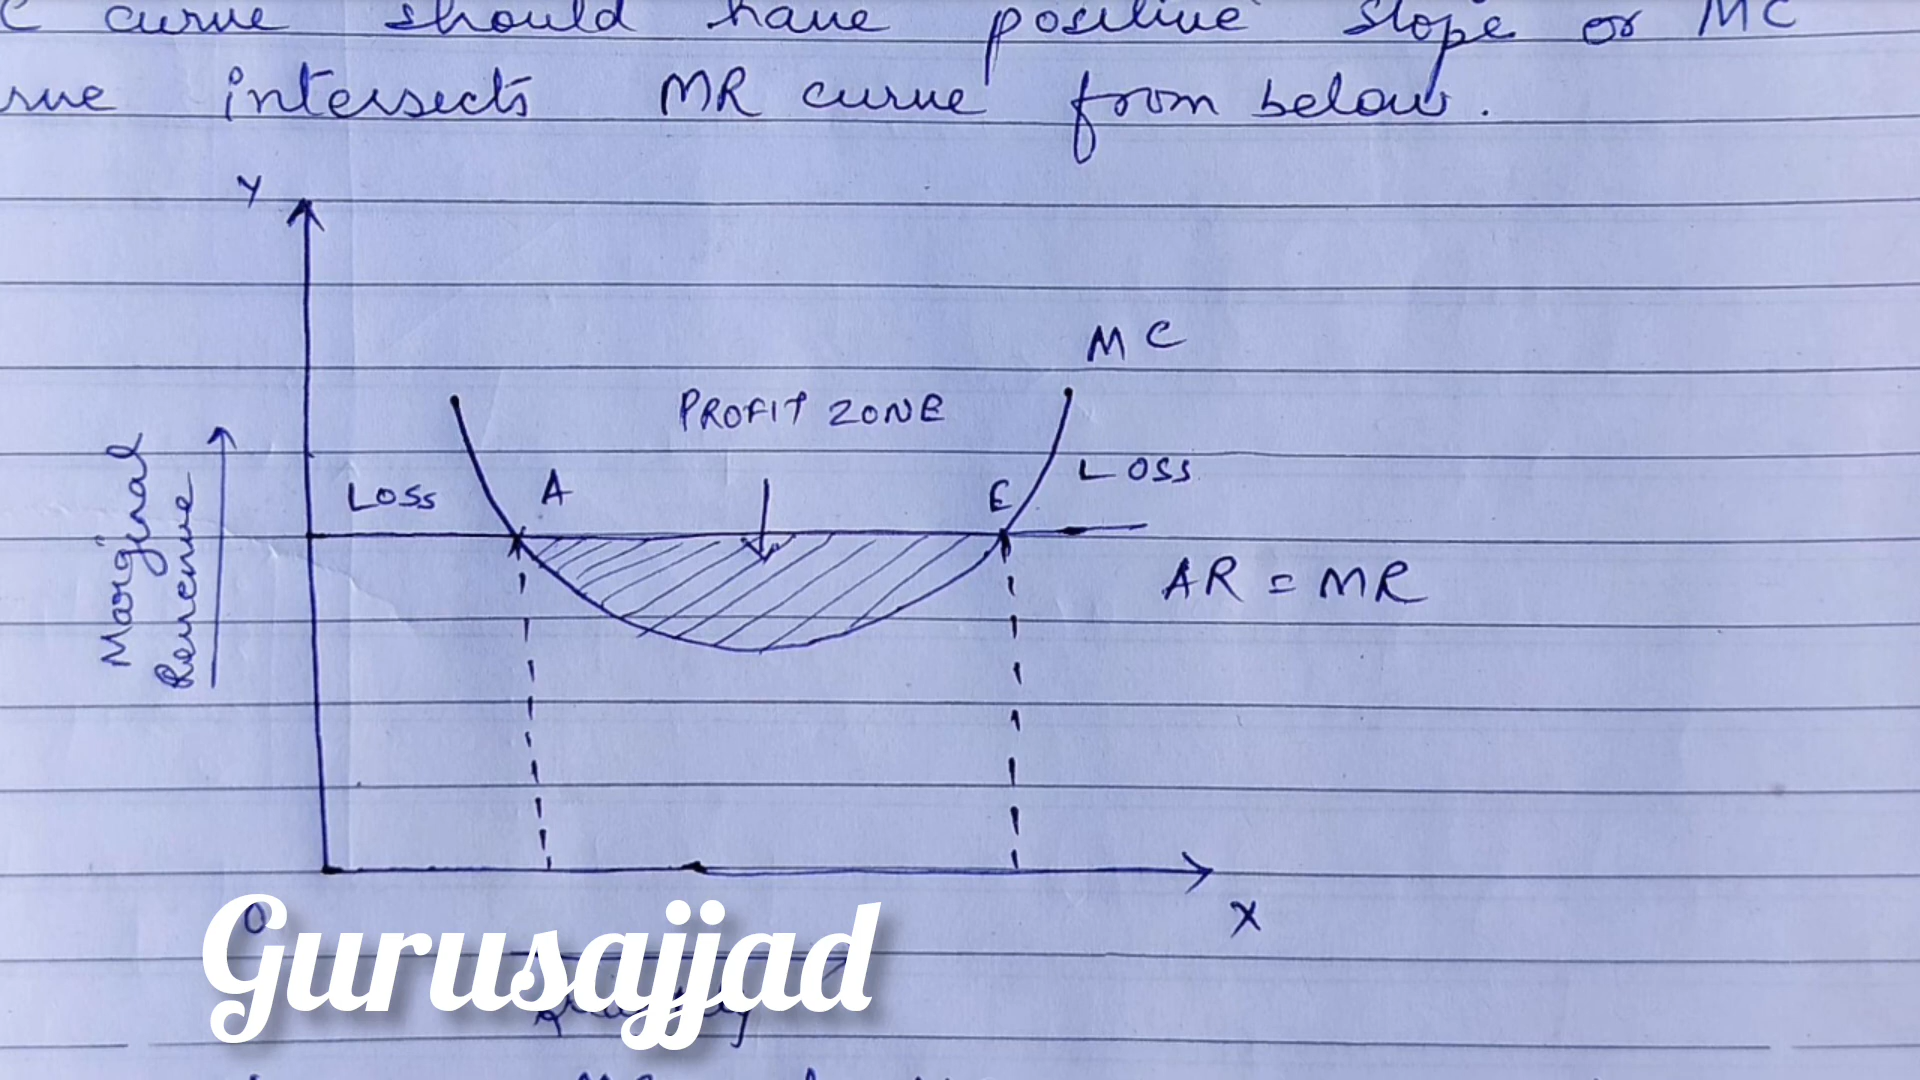 C curve should have positive slope or MC
rve intersects MR curve from below.
Y
MC
PROFIT ZONE
Loss
A
E
Loss
Marginal
Revenue
AR = MR
O
X
Gurusajjad